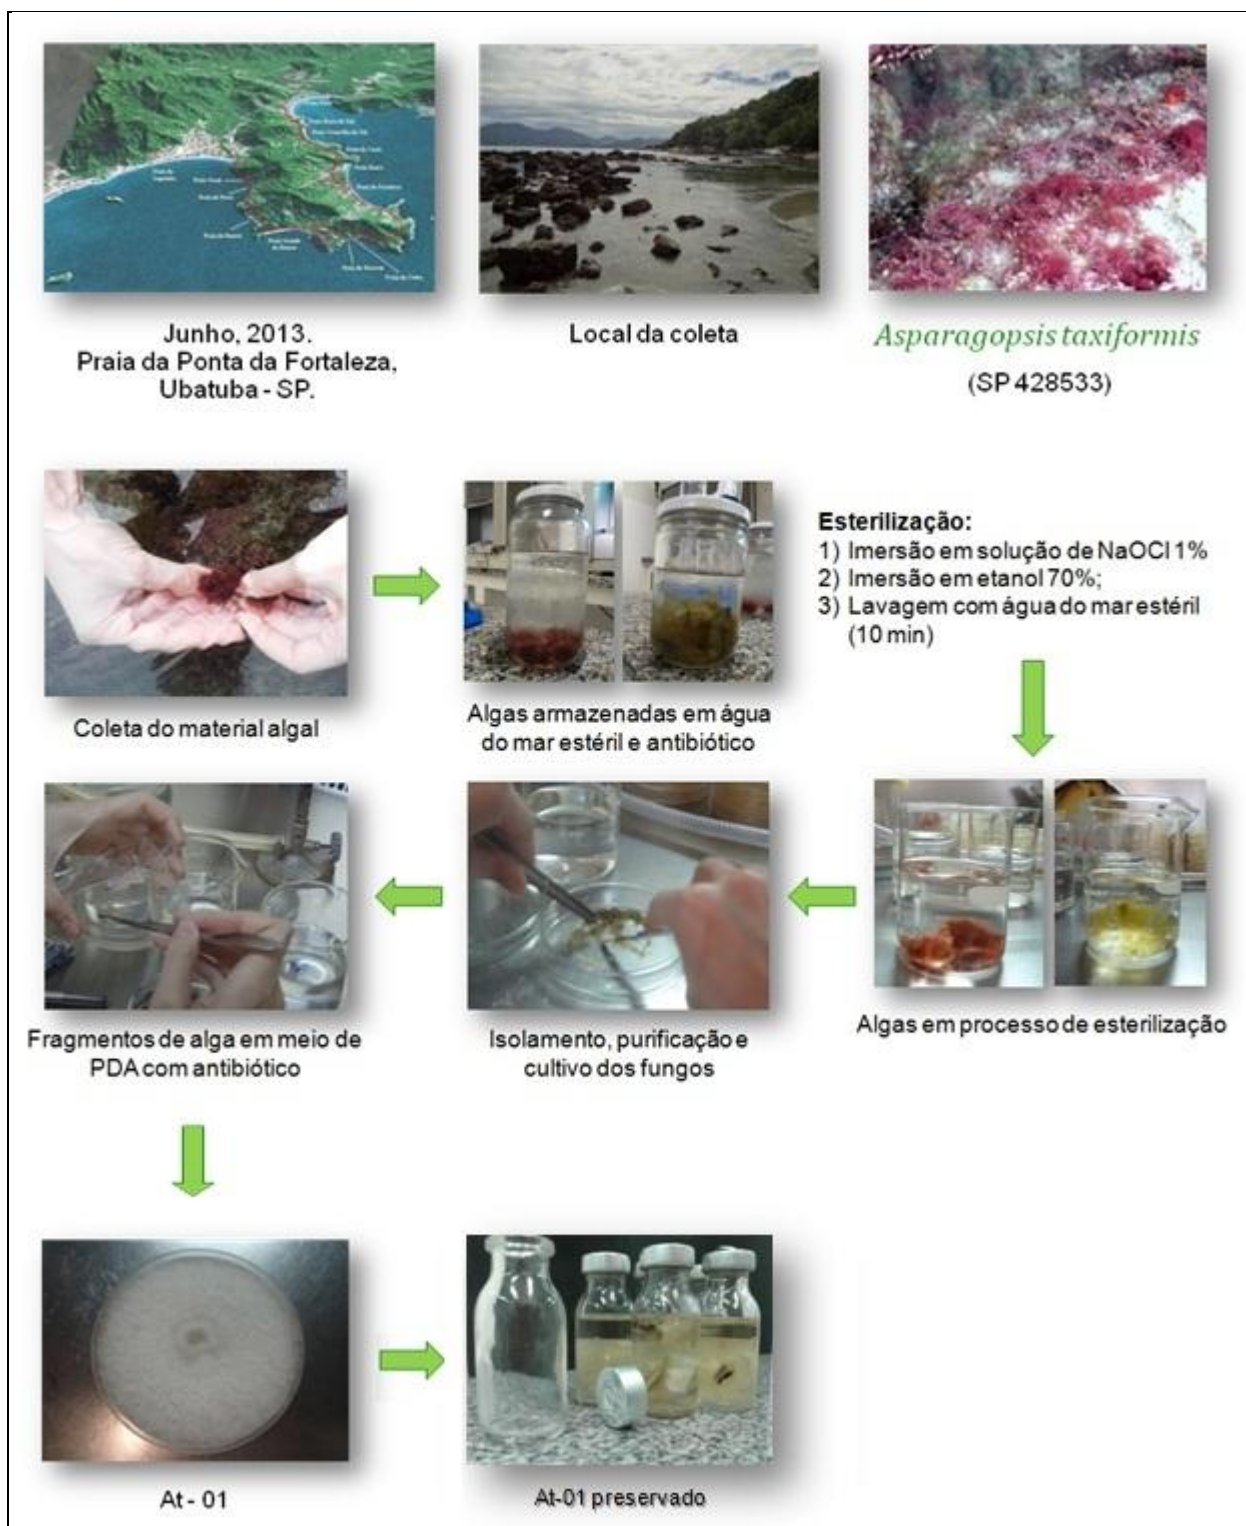 Junho, 2013.
Praia da Ponta da Fortaleza,
Ubatuba - SP.
Local da coleta
Asparagopsis taxiformis
(SP 428533)
Coleta do material algal
Algas armazenadas em água
do mar estéril e antibiótico
Esterilização:
1) Imersão em solução de NaOCl 1%
2) Imersão em etanol 70%;
3) Lavagem com água do mar estéril
(10 min)
Fragmentos de alga em meio de
PDA com antibiótico
Isolamento, purificação e
cultivo dos fungos
Algas em processo de esterilização
At - 01
At-01 preservado